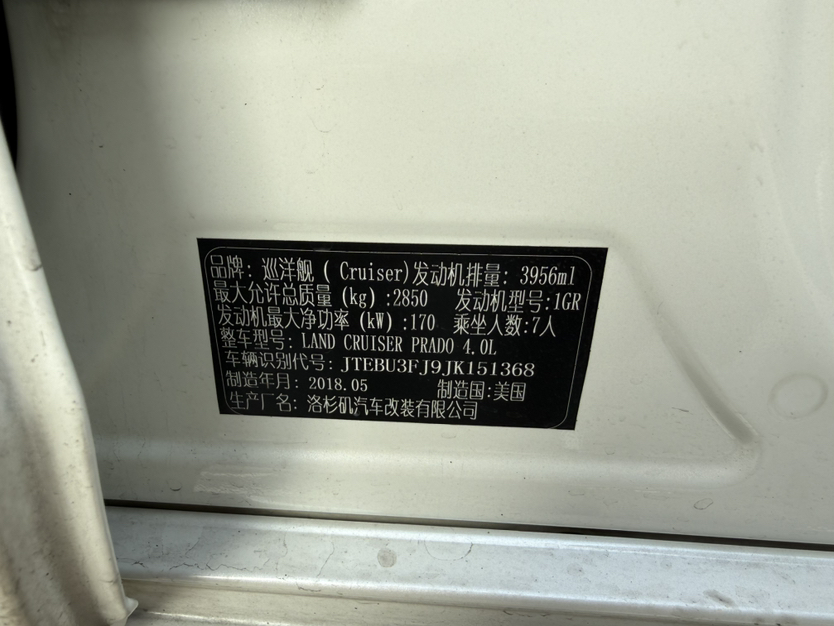 品牌: 巡洋舰 ( Cruiser)发动机排量: 3956ml
最大允许总质量 (kg) :2850 发动机型号:1GR
发动机最大净功率 (kW) :170 乘坐人数:7人
整车型号: LAND CRUISER PRADO 4.0L
车辆识别代号: JTEBU3FJ9JK151368
制造年月: 2018.05 制造国:美国
生产厂名: 洛杉矶汽车改装有限公司